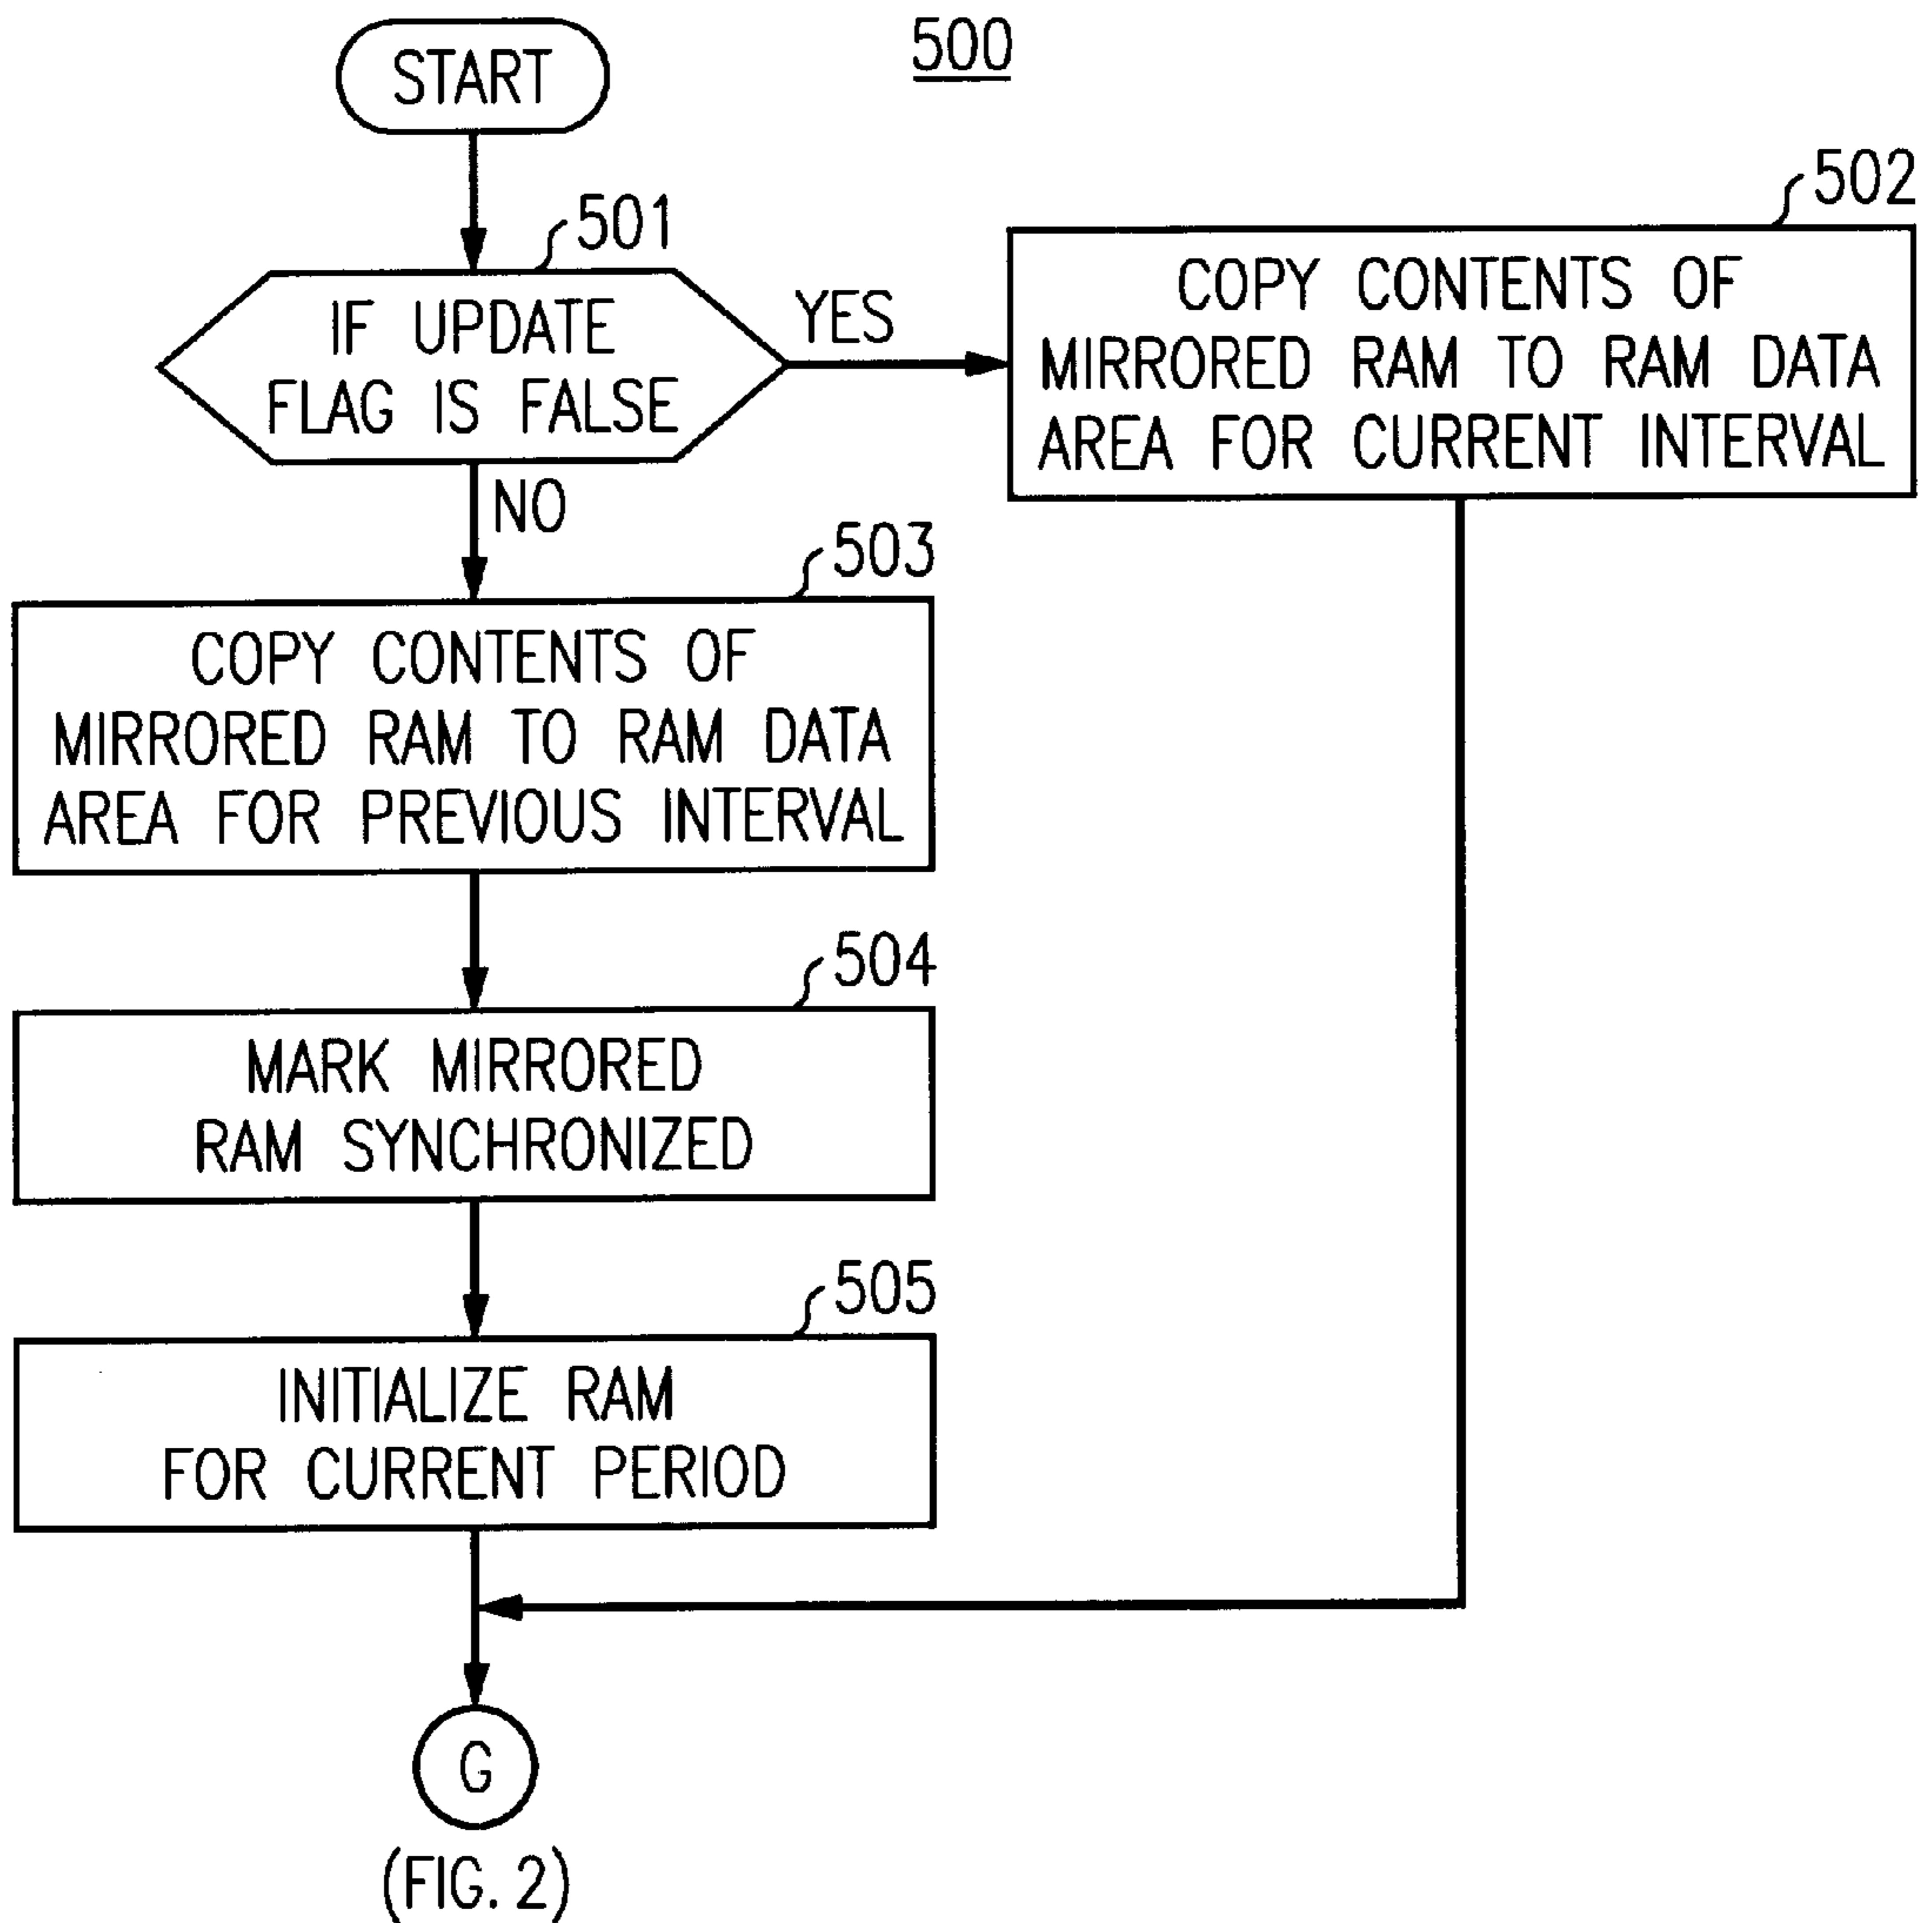 START
500
501
IF UPDATE
FLAG IS FALSE
YES
502
COPY CONTENTS OF
MIRRORED RAM TO RAM DATA
AREA FOR CURRENT INTERVAL
NO
503
COPY CONTENTS OF
MIRRORED RAM TO RAM DATA
AREA FOR PREVIOUS INTERVAL
504
MARK MIRRORED
RAM SYNCHRONIZED
505
INITIALIZE RAM
FOR CURRENT PERIOD
G
(FIG. 2)